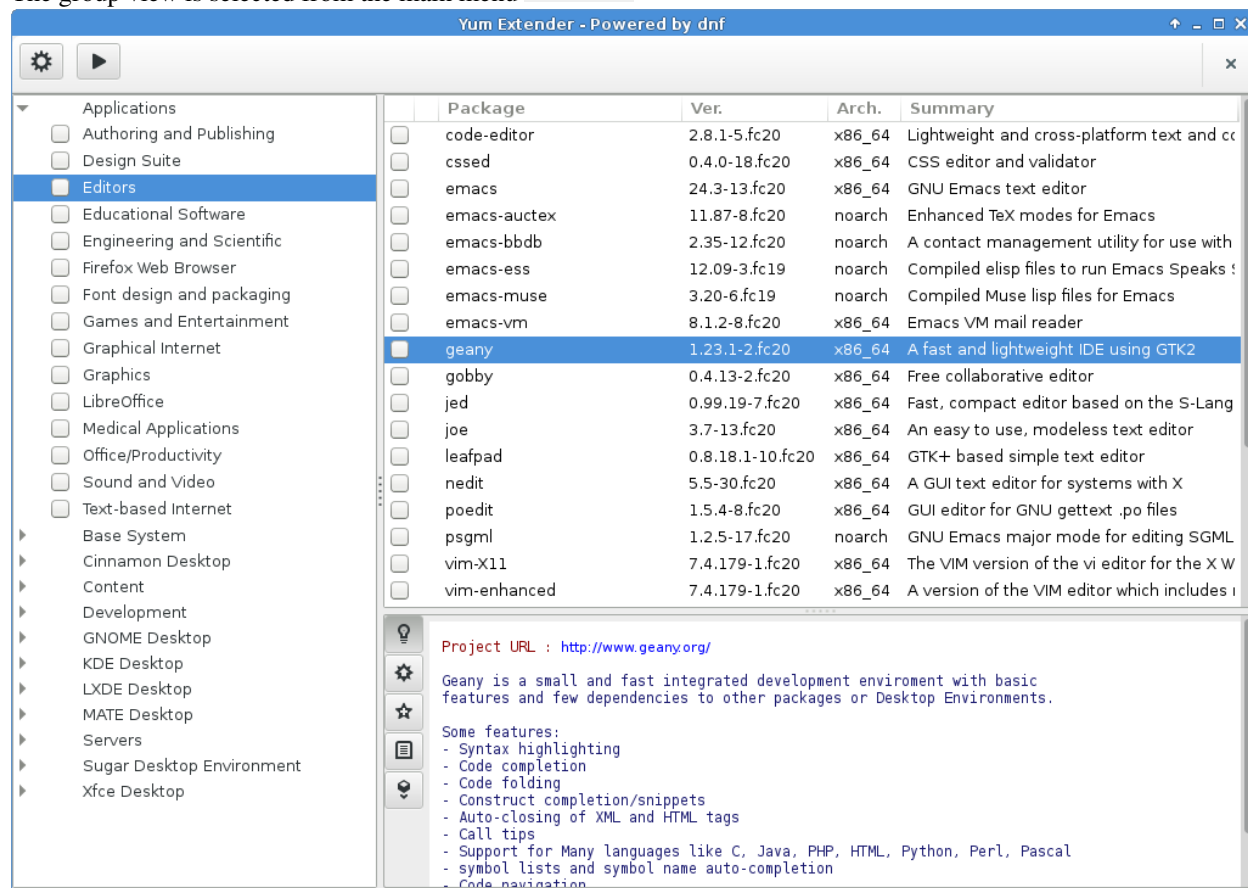 The group view is selected from the main menu
Yum Extender - Powered by dnf
Applications
Authoring and Publishing
Design Suite
Editors
Educational Software
Engineering and Scientific
Firefox Web Browser
Font design and packaging
Games and Entertainment
Graphical Internet
Graphics
LibreOffice
Medical Applications
Office/Productivity
Sound and Video
Text-based Internet
Base System
Cinnamon Desktop
Content
Development
GNOME Desktop
KDE Desktop
LXDE Desktop
MATE Desktop
Servers
Sugar Desktop Environment
Xfce Desktop
Package Ver. Arch. Summary
code-editor 2.8.1-5.fc20 x86_64 Lightweight and cross-platform text and
cssed 0.4.0-18.fc20 x86_64 CSS editor and validator
emacs 24.3-13.fc20 x86_64 GNU Emacs text editor
emacs-auctex 11.87-8.fc20 noarch Enhanced TeX modes for Emacs
emacs-bbdb 2.35-12.fc20 noarch A contact management utility for use with
emacs-ess 12.09-3.fc19 noarch Compiled elisp files to run Emacs Speaks
emacs-muse 3.20-6.fc19 noarch Compiled Muse lisp files for Emacs
emacs-vm 8.1.2-8.fc20 x86_64 Emacs VM mail reader
geany 1.23.1-2.fc20 x86_64 A fast and lightweight IDE using GTK2
gobby 0.4.13-2.fc20 x86_64 Free collaborative editor
jed 0.99.19-7.fc20 x86_64 Fast, compact editor based on the S-Lang
joe 3.7-13.fc20 x86_64 An easy to use, modeless text editor
leafpad 0.8.18.1-10.fc20 x86_64 GTK+ based simple text editor
nedit 5.5-30.fc20 x86_64 A GUI text editor for systems with X
poedit 1.5.4-8.fc20 x86_64 GUI editor for GNU gettext .po files
psgml 1.2.5-17.fc20 noarch GNU Emacs major mode for editing SGML
vim-X11 7.4.179-1.fc20 x86_64 The VIM version of the vi editor for the X W
vim-enhanced 7.4.179-1.fc20 x86_64 A version of the VIM editor which includes
Project URL : http://www.geany.org/
Geany is a small and fast integrated development enviroment with basic
features and few dependencies to other packages or Desktop Environments.
Some features:
- Syntax highlighting
- Code completion
- Code folding
- Construct completion/snippets
- Auto-closing of XML and HTML tags
- Call tips
- Support for Many languages like C, Java, PHP, HTML, Python, Perl, Pascal
- symbol lists and symbol name auto-completion
- Code navigation